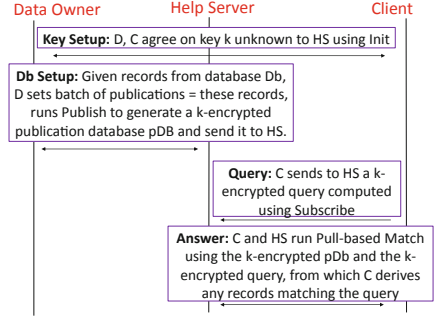 Data Owner Help Server Client
Key Setup: D, C agree on key k unknown to HS using Init
Db Setup: Given records from database Db,
D sets batch of publications = these records,
runs Publish to generate a k-encrypted
publication database pDB and send it to HS.
Query: C sends to HS a k-
encrypted query computed
using Subscribe
Answer: C and HS run Pull-based Match
using the k-encrypted pDb and the k-
encrypted query, from which C derives
any records matching the query